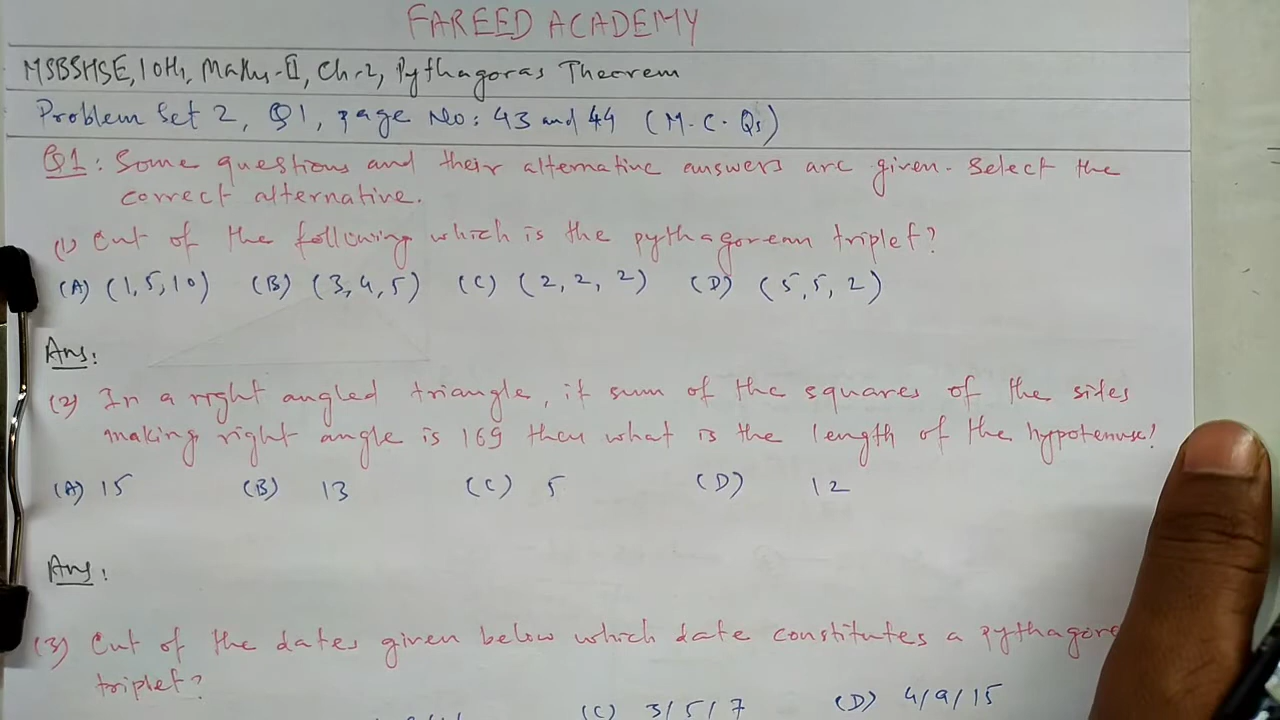 FAREED ACADEMY
MSBSHSE, 10th, Maths-II, Ch-2, Pythagoras Theorem
Problem Set 2, Q1, page No: 43 and 44 (M.C.Qs)
Q1: Some questions and their alternative answers are given. Select the
correct alternative.
(1) Out of the following which is the pythagorean triplet?
(A) (1,5,10) (B) (3,4,5) (C) (2, 2, 2) (D) (5,5, 2)
Ans:
(2) In a right angled triangle, if sum of the squares of the sides
making right angle is 169 then what is the length of the hypotenuse?
(A) 15 (B) 13 (C) 5 (D) 12
Ans:
(3) Out of the dates given below which date constitutes a pythagore
triplet?
(C) 3/5/7 (D) 4/9/15